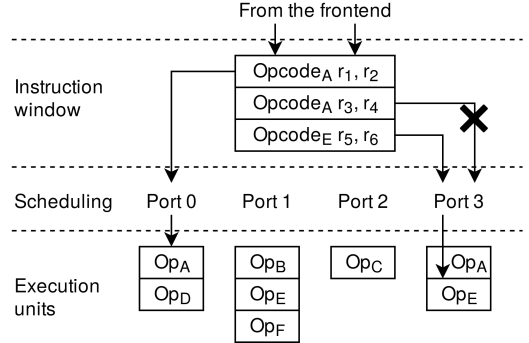 From the frontend
Instruction window
Opcode_A r_1, r_2
Opcode_A r_3, r_4
Opcode_E r_5, r_6
Scheduling Port 0 Port 1 Port 2 Port 3
Execution units
Op_A Op_B Op_C Op_A
Op_D Op_E Op_E
Op_F